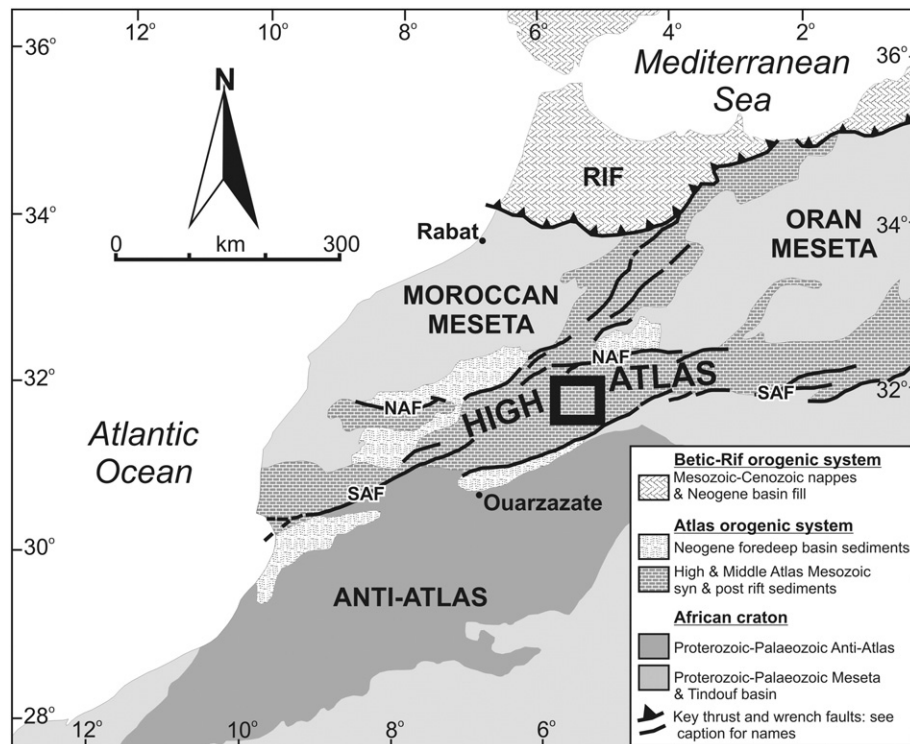 10° 8° 6° 4° 2°
36°
36°
Mediterranean
Sea
N
RIF
0 km 300
34°
Rabat
ORAN
MESETA
34°
MOROCCAN
MESETA
NAF
32°
NAF
HIGH ATLAS
SAF
32°
Atlantic
Ocean
SAF
Ouarzazate
30°
ANTI-ATLAS
28°
12° 10° 8° 6°
Betic-Rif orogenic system
Mesozoic-Cenozoic nappes
& Neogene basin fill
Atlas orogenic system
Neogene foredeep basin sediments
High & Middle Atlas Mesozoic
syn & post rift sediments
African craton
Proterozoic-Palaeozoic Anti-Atlas
Proterozoic-Palaeozoic Meseta
& Tindouf basin
Key thrust and wrench faults: see
caption for names